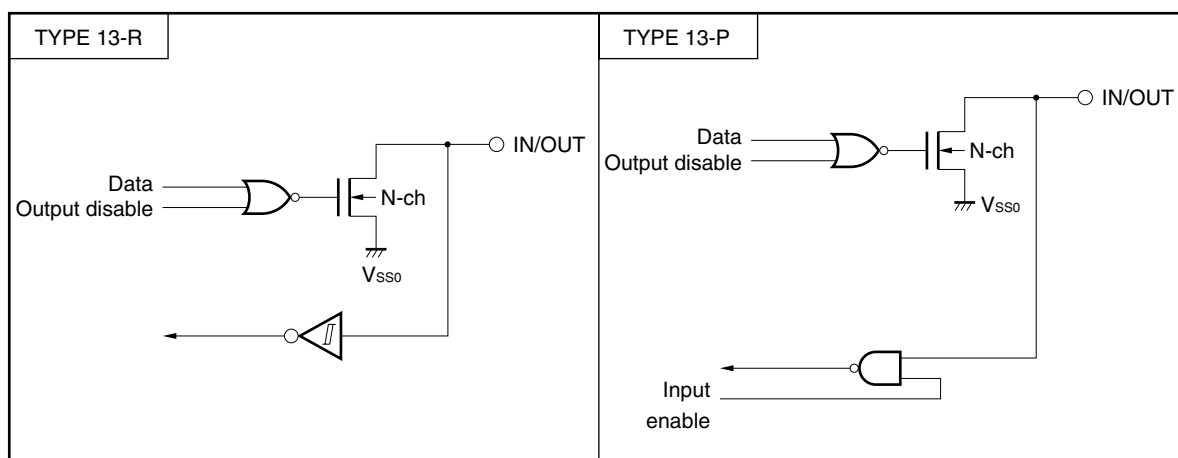 TYPE 13-R
IN/OUT
Data
Output disable
N-ch
VSS0
TYPE 13-P
IN/OUT
Data
Output disable
N-ch
VSS0
Input
enable